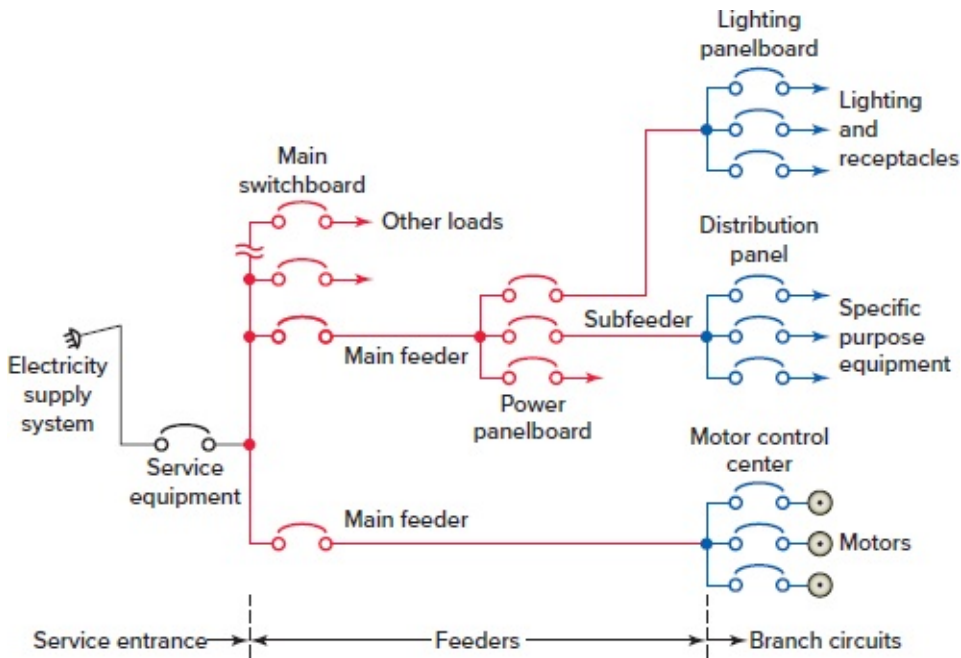 Lighting
panelboard
Lighting
and
receptacles
Main
switchboard
Other loads
Distribution
panel
Specific
purpose
equipment
Subfeeder
Main feeder
Electricity
supply
system
Power
panelboard
Service
equipment
Motor control
center
Main feeder
Motors
Service entrance
Feeders
Branch circuits